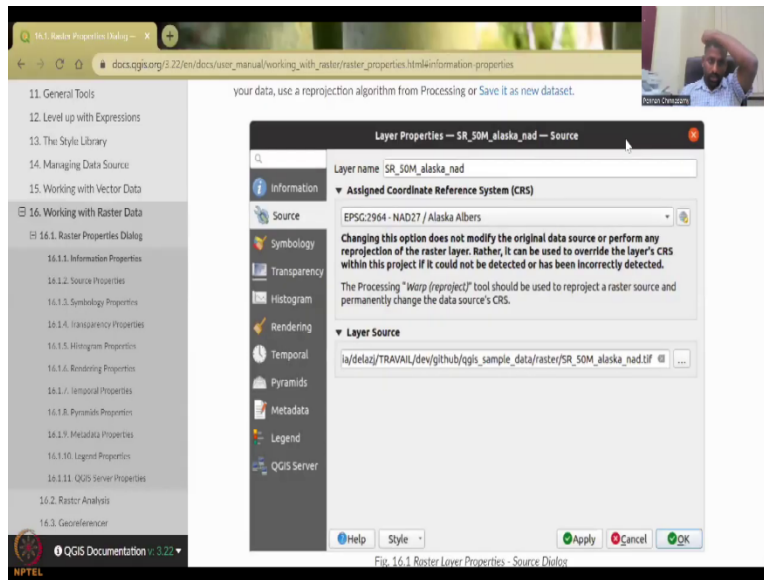 16.1. Raster Properties Dialog —
docs.qgis.org/3.22/en/docs/user_manual/working_with_raster/raster_properties.html#information-properties
11. General Tools
12. Level up with Expressions
13. The Style Library
14. Managing Data Source
15. Working with Vector Data
16. Working with Raster Data
16.1. Raster Properties Dialog
16.1.1. Information Properties
16.1.2. Source Properties
16.1.3. Symbology Properties
16.1.4. Transparency Properties
16.1.5. Histogram Properties
16.1.6. Rendering Properties
16.1.7. Temporal Properties
16.1.8. Pyramids Properties
16.1.9. Metadata Properties
16.1.10. Legend Properties
16.1.11. QGIS Server Properties
16.2. Raster Analysis
16.3. Georeferencer
QGIS Documentation v: 3.22
NPTEL
your data, use a reprojection algorithm from Processing or Save it as new dataset.
Layer Properties — SR_50M_alaska_nad — Source
Information
Source
Symbology
Transparency
Histogram
Rendering
Temporal
Pyramids
Metadata
Legend
QGIS Server
Layer name SR_50M_alaska_nad
Assigned Coordinate Reference System (CRS)
EPSG:2964 - NAD27 / Alaska Albers
Changing this option does not modify the original data source or perform any
reprojection of the raster layer. Rather, it can be used to override the layer's CRS
within this project if it could not be detected or has been incorrectly detected.
The Processing "Warp (reproject)" tool should be used to reproject a raster source and
permanently change the data source's CRS.
Layer Source
ia/delazj/TRAVAIL/dev/github/qgis_sample_data/raster/SR_50M_alaska_nad.tif
...
Help Style Apply Cancel OK
Fig. 16.1 Raster Layer Properties - Source Dialog